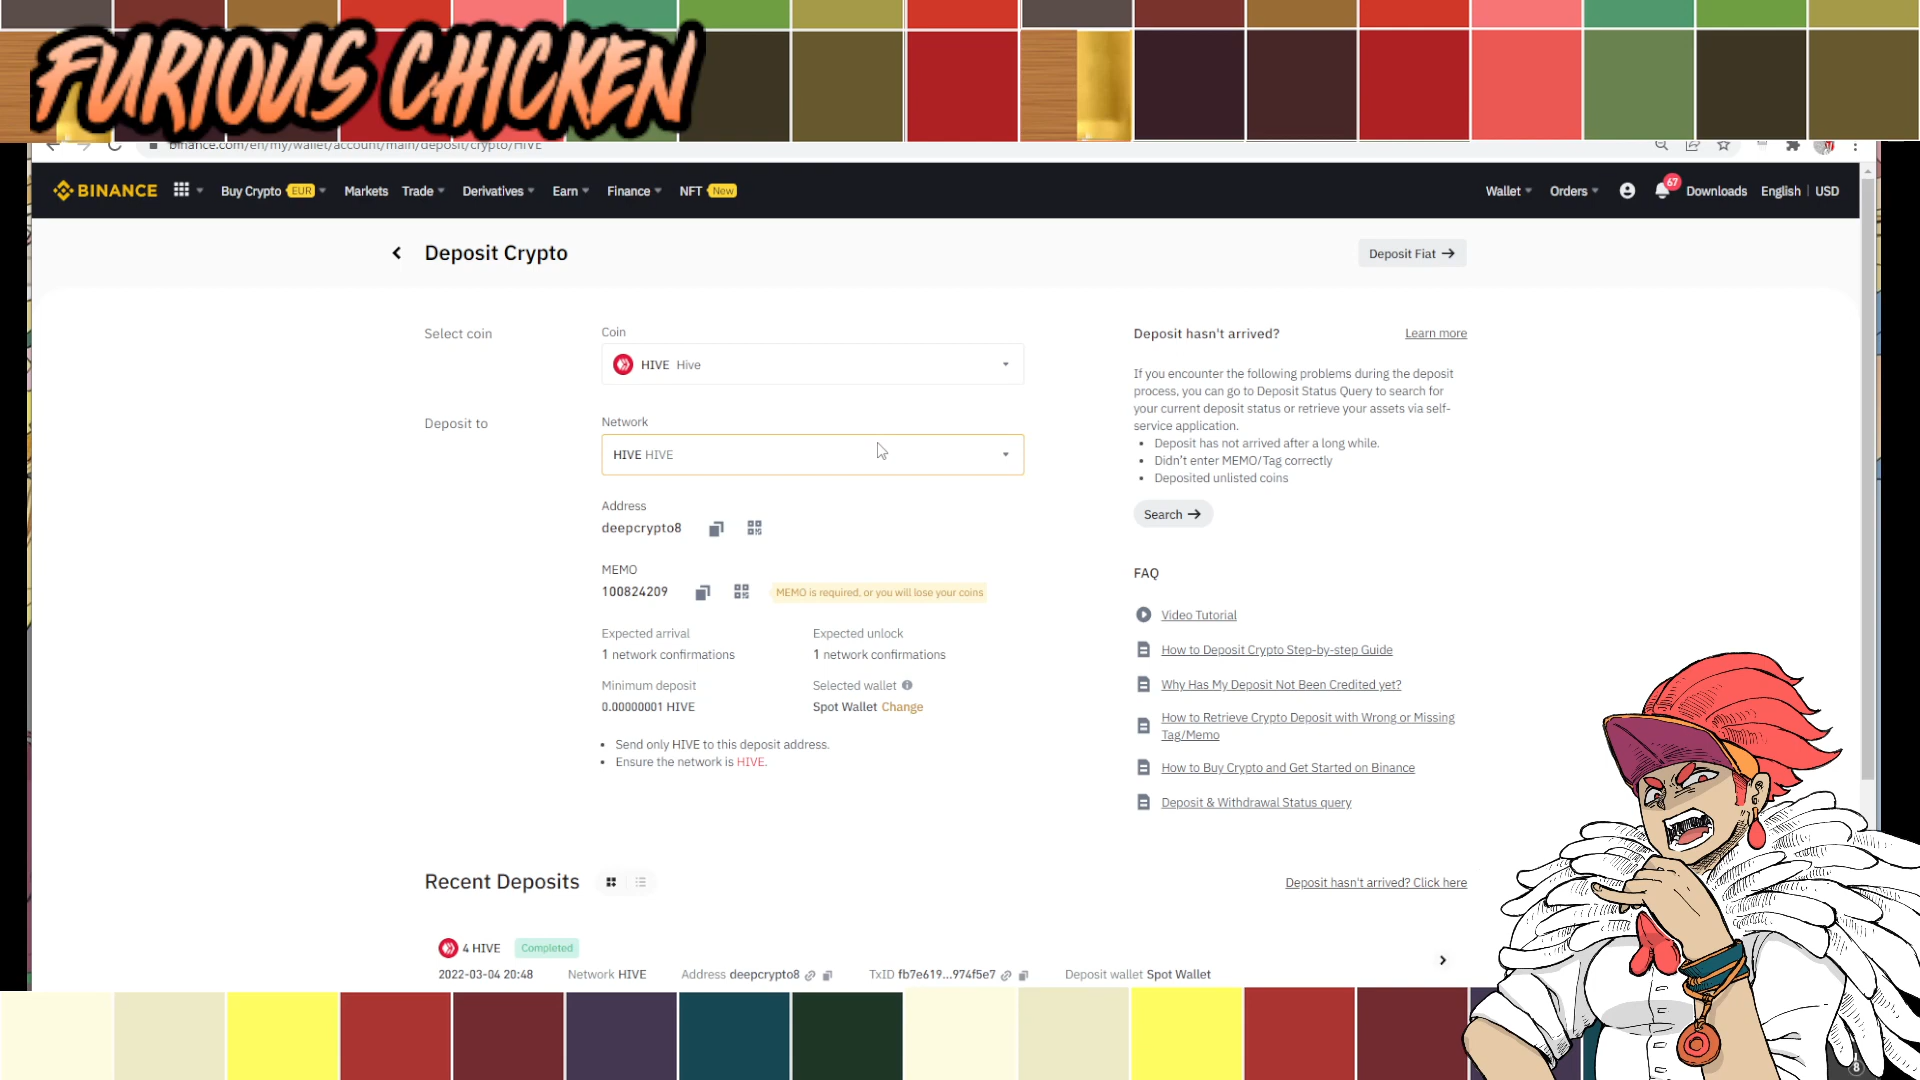 FURIOUS CHICKEN
binance.com/en/my/wallet/account/main/deposit/crypto/HIVE
BINANCE Buy Crypto EUR Markets Trade Derivatives Earn Finance NFT New Wallet Orders 67 Downloads English | USD
Deposit Crypto
Deposit Fiat →
Select coin
Coin
HIVE Hive
Deposit to
Network
HIVE HIVE
Address
deepcrypto8
MEMO
100824209
MEMO is required, or you will lose your coins
Expected arrival
1 network confirmations
Expected unlock
1 network confirmations
Minimum deposit
0.00000001 HIVE
Selected wallet
Spot Wallet Change
• Send only HIVE to this deposit address.
• Ensure the network is HIVE.
Deposit hasn't arrived?
Learn more
If you encounter the following problems during the deposit
process, you can go to Deposit Status Query to search for
your current deposit status or retrieve your assets via self-
service application.
• Deposit has not arrived after a long while.
• Didn't enter MEMO/Tag correctly
• Deposited unlisted coins
Search →
FAQ
Video Tutorial
How to Deposit Crypto Step-by-step Guide
Why Has My Deposit Not Been Credited yet?
How to Retrieve Crypto Deposit with Wrong or Missing
Tag/Memo
How to Buy Crypto and Get Started on Binance
Deposit & Withdrawal Status query
Recent Deposits
Deposit hasn't arrived? Click here
4 HIVE Completed
2022-03-04 20:48 Network HIVE Address deepcrypto8 TxID fb7e619...974f5e7 Deposit wallet Spot Wallet
8